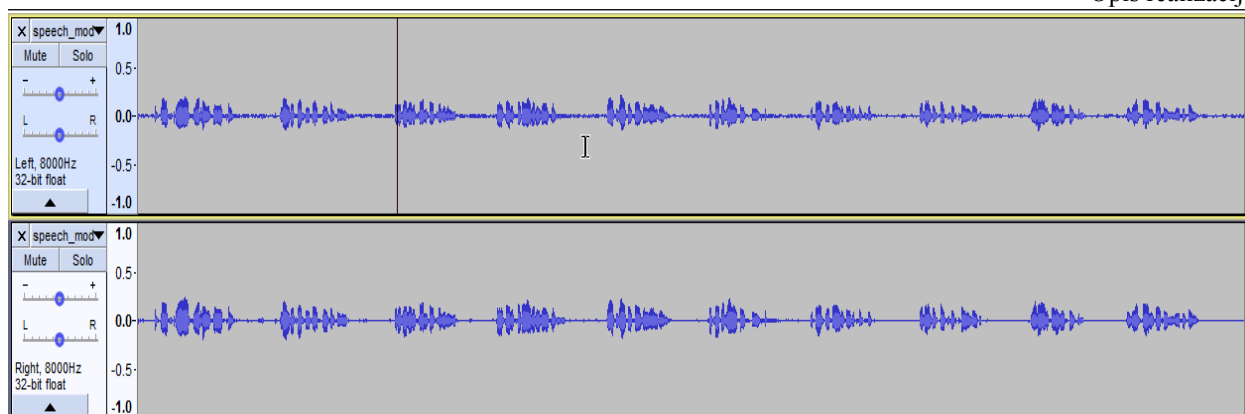 X speech_mod▼ 1.0
Mute Solo
0.5
- +
0.0
L R
Left, 8000Hz
32-bit float
-0.5
▲
-1.0
X speech_mod▼ 1.0
Mute Solo
0.5
- +
0.0
L R
Right, 8000Hz
32-bit float
-0.5
▲
-1.0